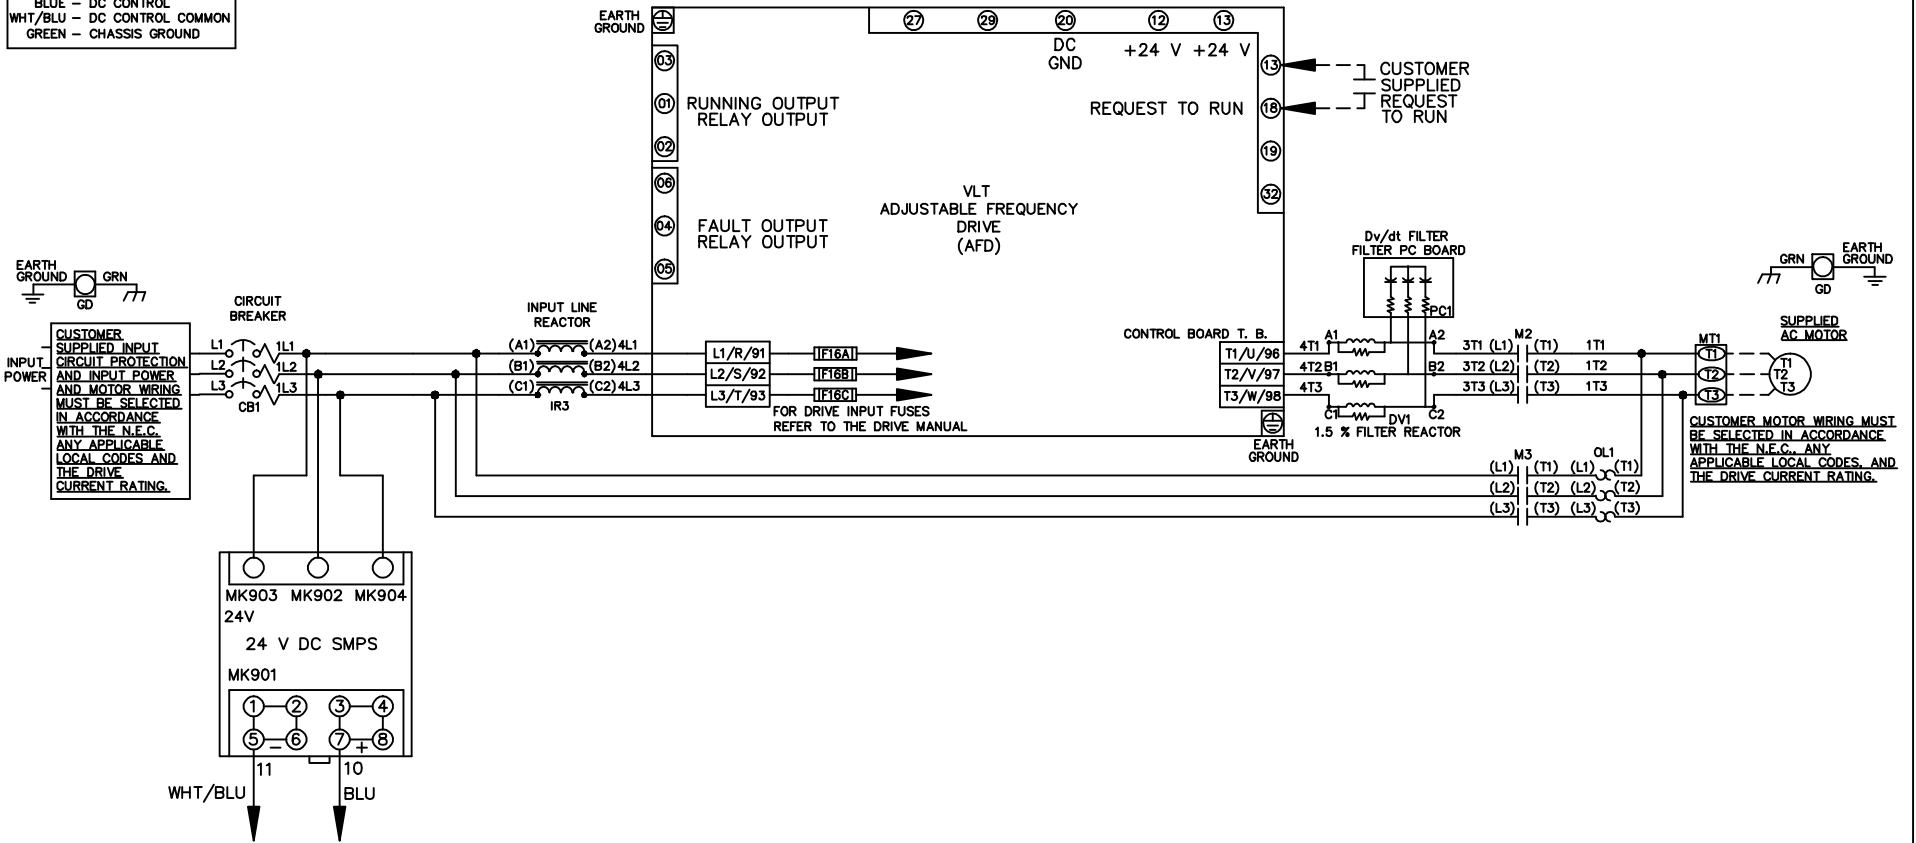 BLUE – DC CONTROL
WHT/BLU – DC CONTROL COMMON
GREEN – CHASSIS GROUND
EARTH
GROUND
27
29
20
12
13
DC
GND
+24 V
+24 V
03
01
02
RUNNING OUTPUT
RELAY OUTPUT
06
04
05
FAULT OUTPUT
RELAY OUTPUT
REQUEST TO RUN
13
18
19
32
CUSTOMER
SUPPLIED
REQUEST
TO RUN
VLT
ADJUSTABLE FREQUENCY
DRIVE
(AFD)
EARTH
GROUND
GRN
GD
CIRCUIT
BREAKER
INPUT
POWER
CUSTOMER
SUPPLIED INPUT
CIRCUIT PROTECTION
AND INPUT POWER
AND MOTOR WIRING
MUST BE SELECTED
IN ACCORDANCE
WITH THE N.E.C.
ANY APPLICABLE
LOCAL CODES AND
THE DRIVE
CURRENT RATING.
L1
L2
L3
1L1
1L2
1L3
CB1
INPUT LINE
REACTOR
(A1)
(B1)
(C1)
(A2) 4L1
(B2) 4L2
(C2) 4L3
IR3
L1/R/91
L2/S/92
L3/T/93
F16A
F16B
F16C
FOR DRIVE INPUT FUSES
REFER TO THE DRIVE MANUAL
CONTROL BOARD T. B.
T1/U/96
T2/V/97
T3/W/98
EARTH
GROUND
Dv/dt FILTER
FILTER PC BOARD
PC1
4T1
4T2
4T3
A1
B1
C1
A2
B2
C2
DV1
1.5 % FILTER REACTOR
M2
3T1 (L1) (T1) 1T1
3T2 (L2) (T2) 1T2
3T3 (L3) (T3) 1T3
MT1
T1
T2
T3
GRN
GD
EARTH
GROUND
SUPPLIED
AC MOTOR
T1
T2
T3
CUSTOMER MOTOR WIRING MUST
BE SELECTED IN ACCORDANCE
WITH THE N.E.C., ANY
APPLICABLE LOCAL CODES, AND
THE DRIVE CURRENT RATING.
M3
OL1
(L1) (T1) (L1) (T1)
(L2) (T2) (L2) (T2)
(L3) (T3) (L3) (T3)
MK903 MK902 MK904
24V
24 V DC SMPS
MK901
1 2 3 4
5 – 6 7 + 8
11
10
WHT/BLU
BLU